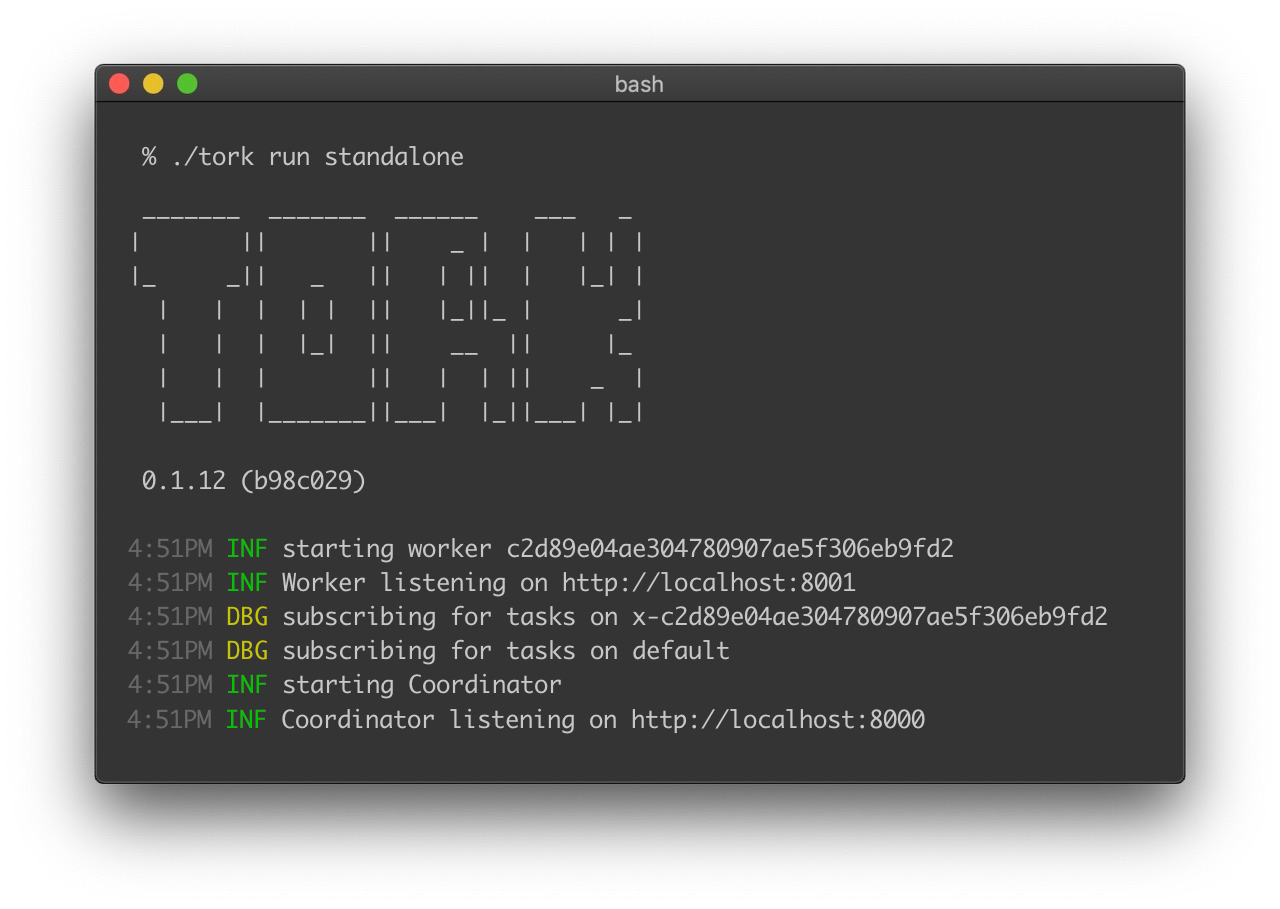 bash
% ./tork run standalone
 _______  _______  ______    ___   _
|       ||       ||    _ |  |   | | |
|_     _||   _   ||   | ||  |   |_| |
  |   |  |  | |  ||   |_||_ |      _|
  |   |  |  |_|  ||    __  ||     |_
  |   |  |       ||   |  | ||    _  |
  |___|  |_______||___|  |_||___| |_|
0.1.12 (b98c029)
4:51PM INF starting worker c2d89e04ae304780907ae5f306eb9fd2
4:51PM INF Worker listening on http://localhost:8001
4:51PM DBG subscribing for tasks on x-c2d89e04ae304780907ae5f306eb9fd2
4:51PM DBG subscribing for tasks on default
4:51PM INF starting Coordinator
4:51PM INF Coordinator listening on http://localhost:8000